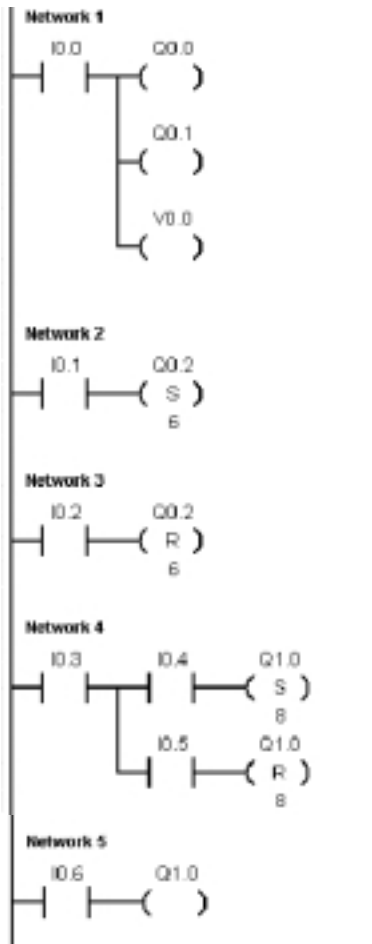 Network 1
I0.0 Q0.0
Q0.1
V0.0
Network 2
I0.1 Q0.2
S
6
Network 3
I0.2 Q0.2
R
6
Network 4
I0.3 I0.4 Q1.0
S
8
I0.5 Q1.0
R
8
Network 5
I0.6 Q1.0